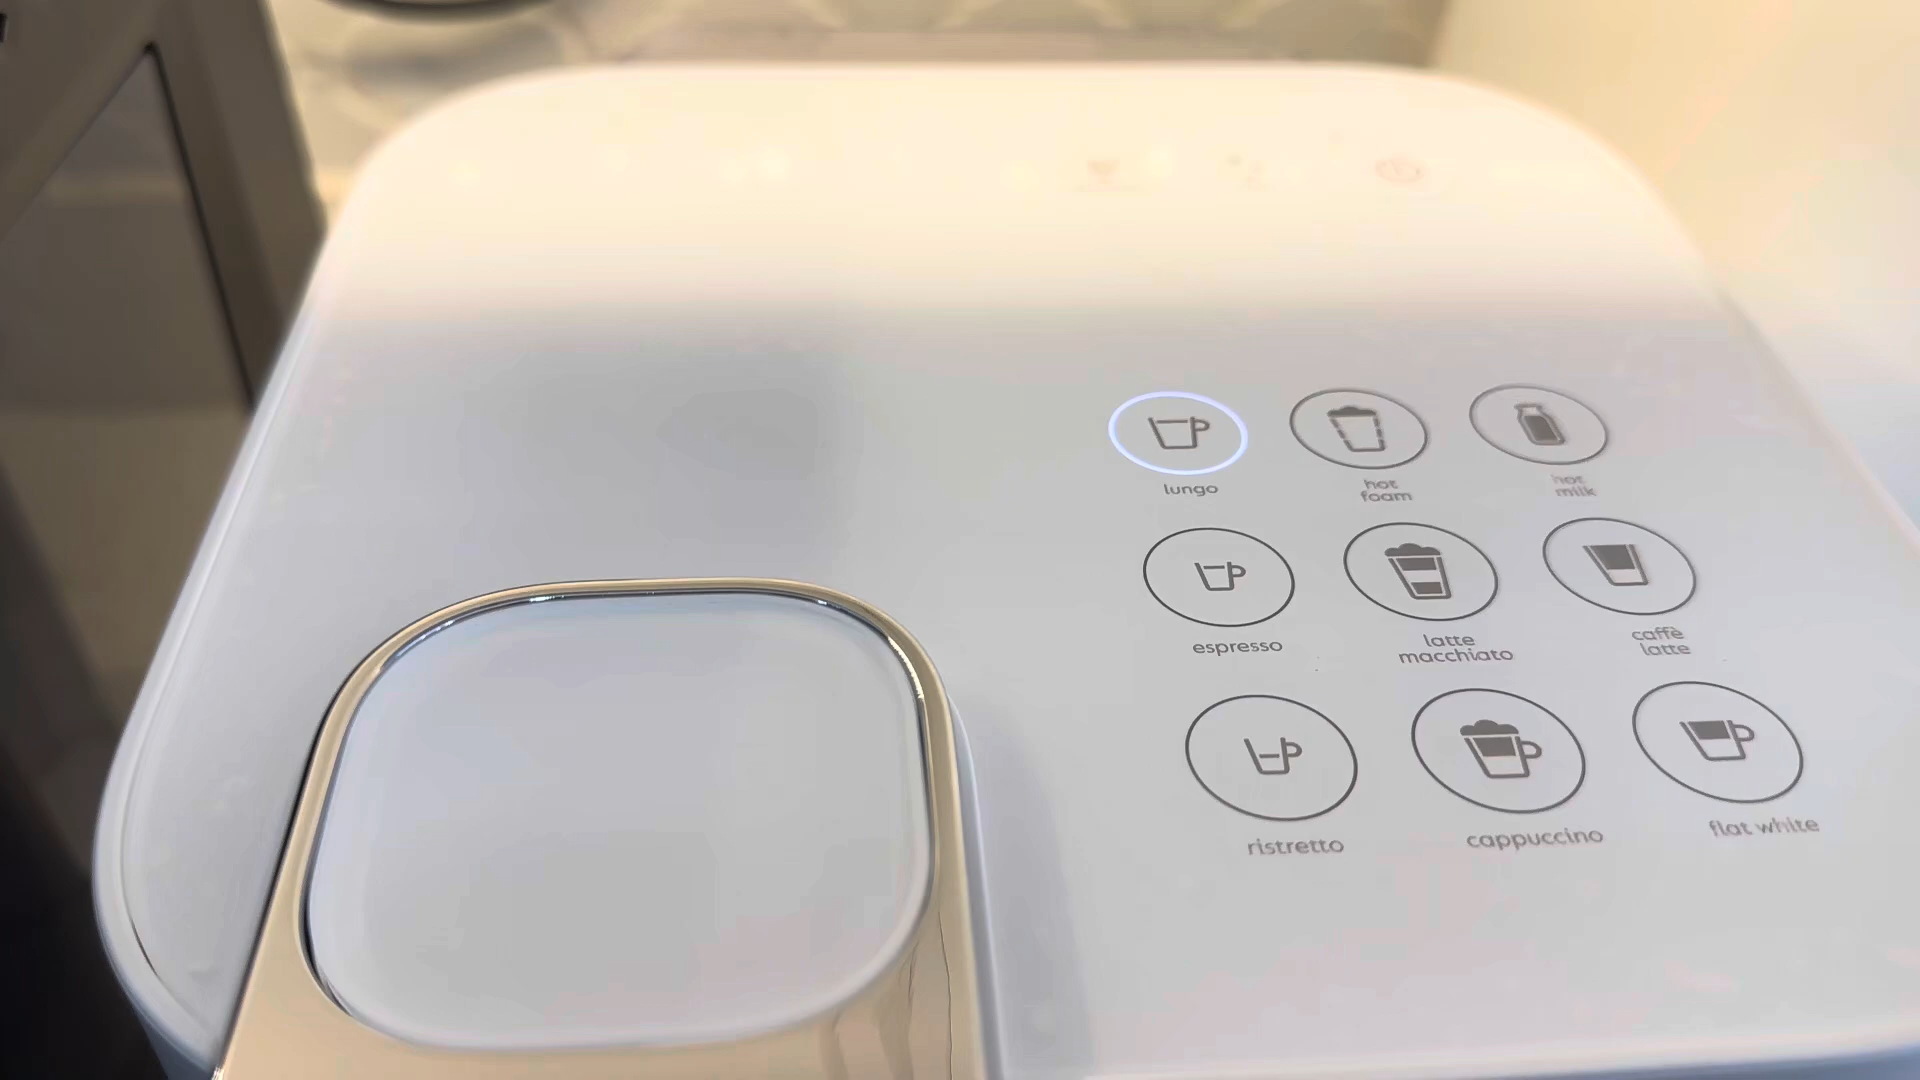 lungo
hot
foam
hot
milk
espresso
latte
macchiato
caffè
latte
ristretto
cappuccino
flat white